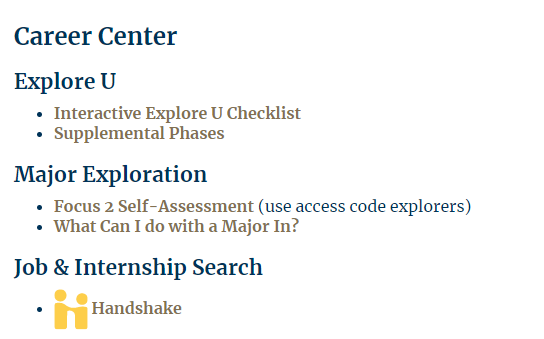 Career Center
Explore U
Interactive Explore U Checklist
Supplemental Phases
Major Exploration
Focus 2 Self-Assessment (use access code explorers)
What Can I do with a Major In?
Job & Internship Search
Handshake